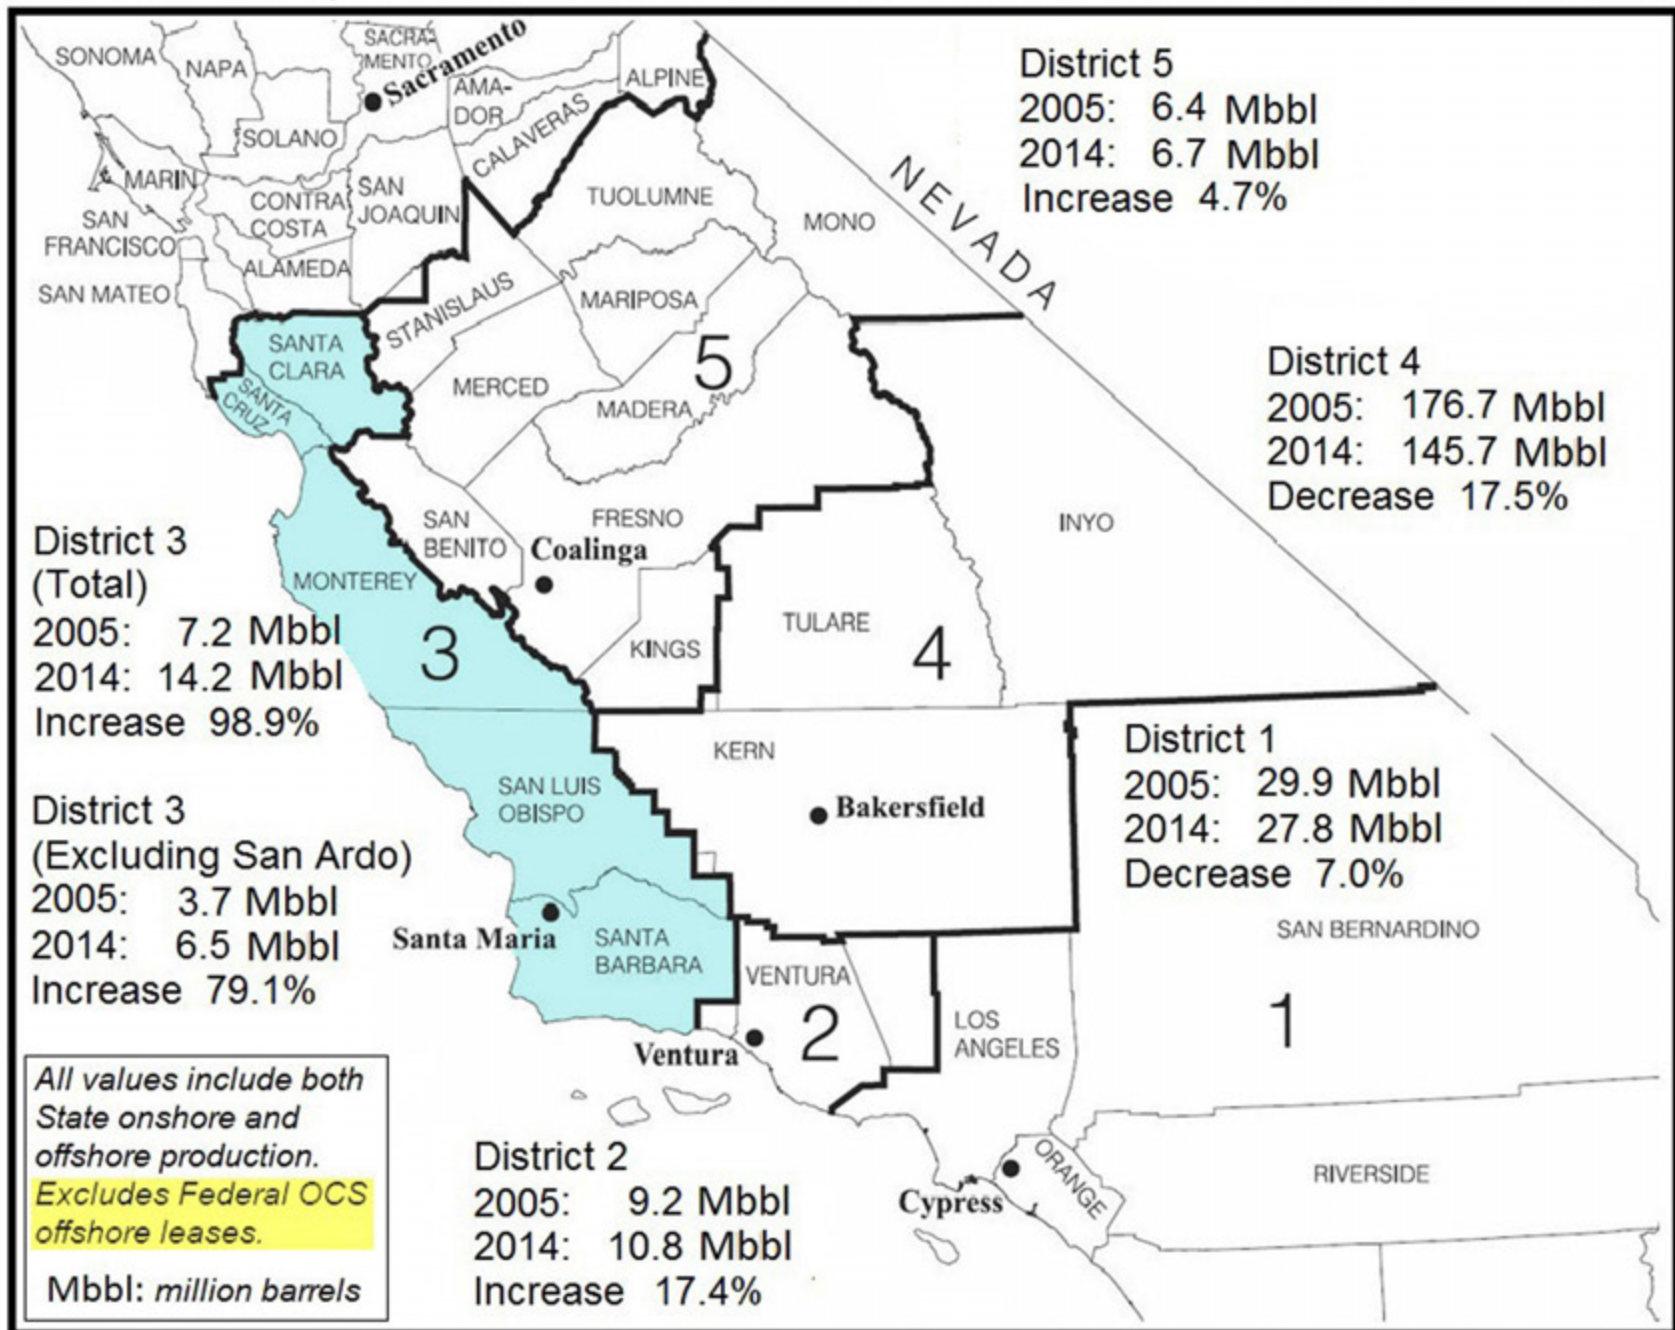 SONOMA
NAPA
SACRA-
MENTO
Sacramento
AMA-
DOR
ALPINE
SOLANO
CALAVERAS
MARIN
CONTRA
COSTA
SAN
JOAQUIN
TUOLUMNE
MONO
NEVADA
SAN
FRANCISCO
ALAMEDA
SAN MATEO
STANISLAUS
MARIPOSA
SANTA
CLARA
SANTA
CRUZ
MERCED
MADERA
5
District 5
2005: 6.4 Mbbl
2014: 6.7 Mbbl
Increase 4.7%
District 4
2005: 176.7 Mbbl
2014: 145.7 Mbbl
Decrease 17.5%
SAN
BENITO
FRESNO
Coalinga
INYO
MONTEREY
3
KINGS
TULARE
4
District 3
(Total)
2005: 7.2 Mbbl
2014: 14.2 Mbbl
Increase 98.9%
KERN
Bakersfield
SAN LUIS
OBISPO
District 1
2005: 29.9 Mbbl
2014: 27.8 Mbbl
Decrease 7.0%
District 3
(Excluding San Ardo)
2005: 3.7 Mbbl
2014: 6.5 Mbbl
Increase 79.1%
Santa Maria
SANTA
BARBARA
VENTURA
2
Ventura
LOS
ANGELES
SAN BERNARDINO
1
All values include both
State onshore and
offshore production.
Excludes Federal OCS
offshore leases.
Mbbl: million barrels
District 2
2005: 9.2 Mbbl
2014: 10.8 Mbbl
Increase 17.4%
Cypress
ORANGE
RIVERSIDE